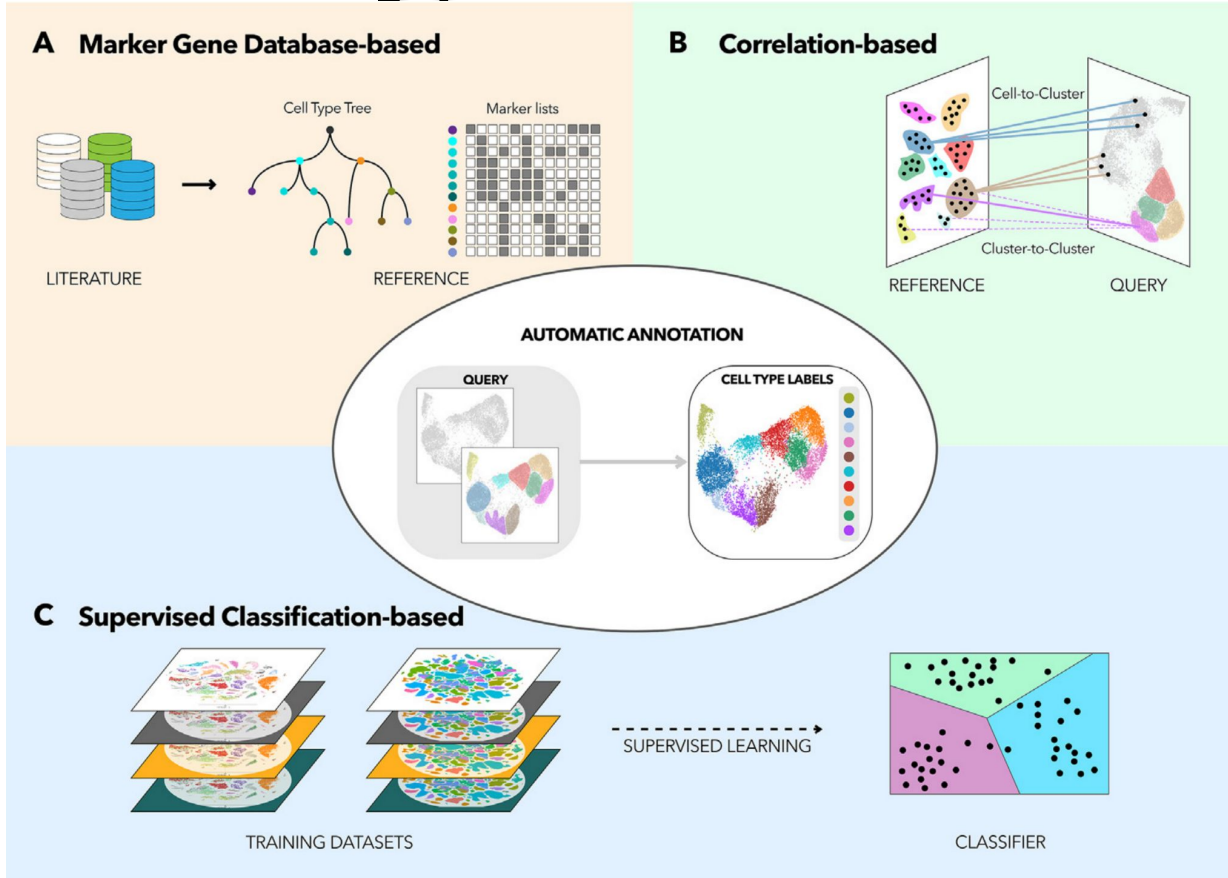 A Marker Gene Database-based
Cell Type Tree
Marker lists
LITERATURE
REFERENCE
B Correlation-based
Cell-to-Cluster
Cluster-to-Cluster
REFERENCE
QUERY
AUTOMATIC ANNOTATION
QUERY
CELL TYPE LABELS
C Supervised Classification-based
SUPERVISED LEARNING
TRAINING DATASETS
CLASSIFIER